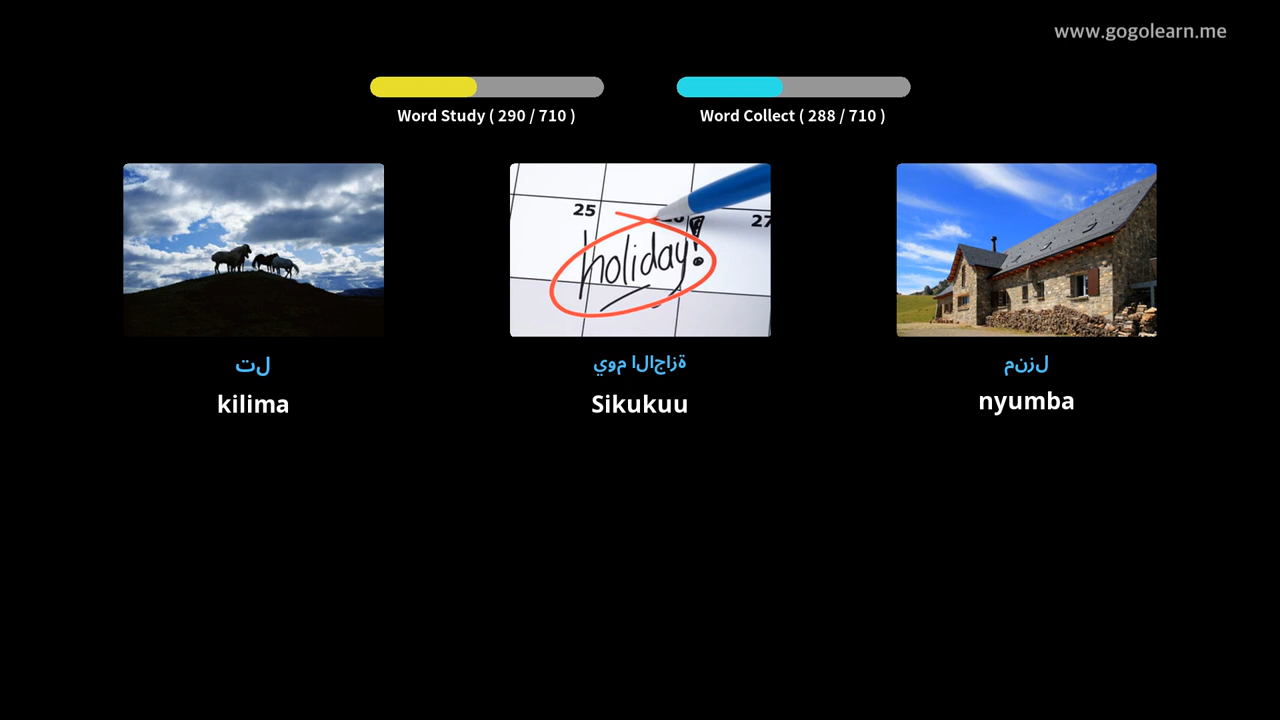 www.gogolearn.me
Word Study ( 290 / 710 )
Word Collect ( 288 / 710 )
25
27
holiday!
تل
kilima
يوم الاجازة
Sikukuu
منزل
nyumba